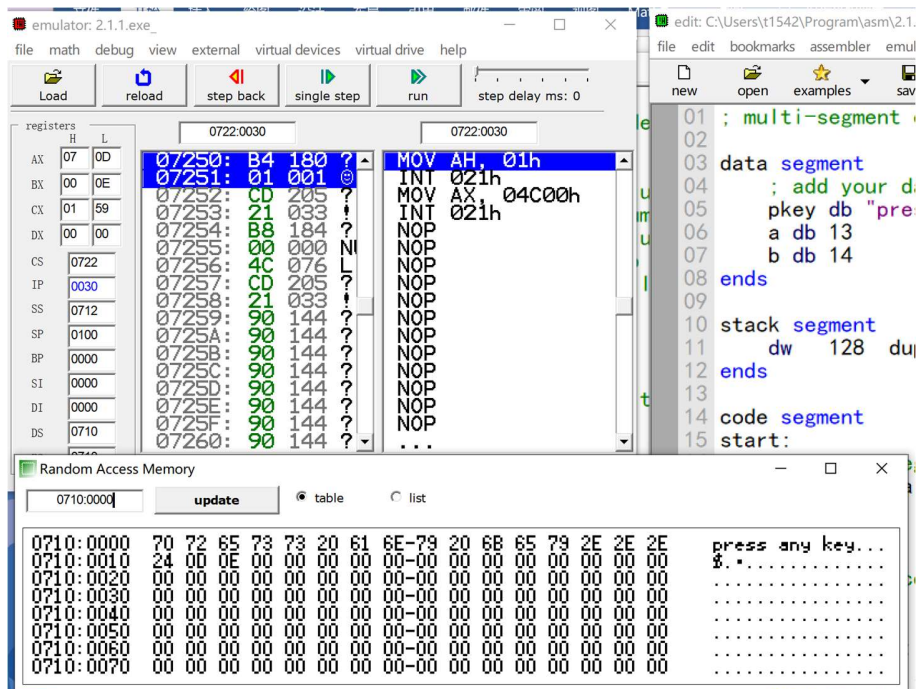 emulator: 2.1.1.exe_
file math debug view external virtual devices virtual drive help
Load reload step back single step run step delay ms: 0
registers
H L
0722:0030 0722:0030
AX 07 0D
BX 00 0E
CX 01 59
DX 00 00
CS 0722
IP 0030
SS 0712
SP 0100
BP 0000
SI 0000
DI 0000
DS 0710
07250: B4 180 ?
07251: 01 001 ☺
07252: CD 205 ?
07253: 21 033 !
07254: B8 184 ?
07255: 00 000 NU
07256: 4C 076 L
07257: CD 205 ?
07258: 21 033 !
07259: 90 144 ?
0725A: 90 144 ?
0725B: 90 144 ?
0725C: 90 144 ?
0725D: 90 144 ?
0725E: 90 144 ?
0725F: 90 144 ?
07260: 90 144 ?
MOV AH, 01h
INT 021h
MOV AX, 04C00h
INT 021h
NOP
NOP
NOP
NOP
NOP
NOP
NOP
NOP
NOP
NOP
NOP
NOP
...
edit: C:\Users\t1542\Program\asm\2.1.
file edit bookmarks assembler emul
new open examples sav
01 ; multi-segment
02
03 data segment
04 ; add your da
05 pkey db "pres
06 a db 13
07 b db 14
08 ends
09
10 stack segment
11 dw 128 dup
12 ends
13
14 code segment
15 start:
Random Access Memory
0710:0000 update table list
0710:0000 70 72 65 73 73 20 61 6E-79 20 6B 65 79 2E 2E 2E press any key...
0710:0010 24 0D 0E 00 00 00 00 00-00 00 00 00 00 00 00 00 $.▪.............
0710:0020 00 00 00 00 00 00 00 00-00 00 00 00 00 00 00 00 ................
0710:0030 00 00 00 00 00 00 00 00-00 00 00 00 00 00 00 00 ................
0710:0040 00 00 00 00 00 00 00 00-00 00 00 00 00 00 00 00 ................
0710:0050 00 00 00 00 00 00 00 00-00 00 00 00 00 00 00 00 ................
0710:0060 00 00 00 00 00 00 00 00-00 00 00 00 00 00 00 00 ................
0710:0070 00 00 00 00 00 00 00 00-00 00 00 00 00 00 00 00 ................